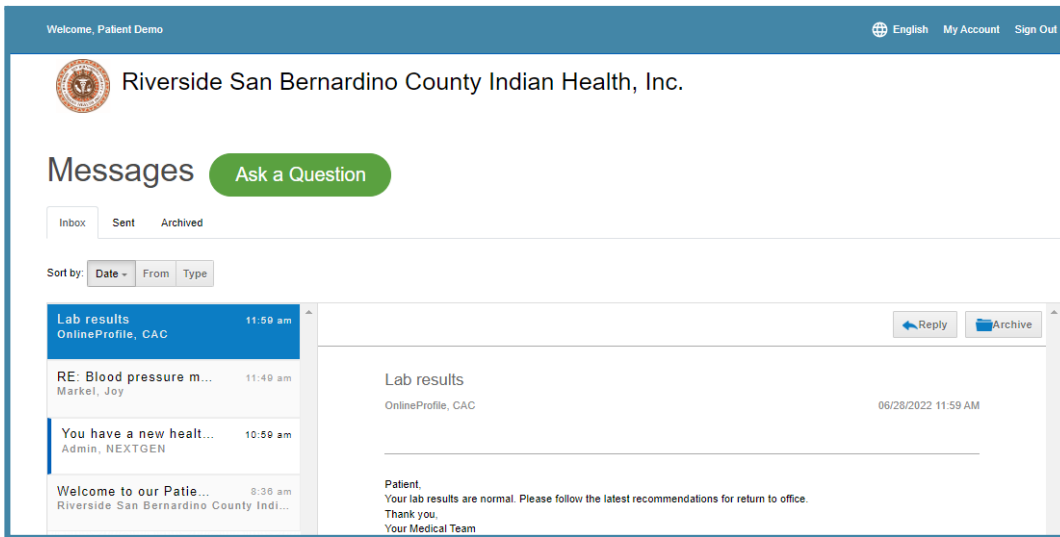 Welcome, Patient Demo
English My Account Sign Out
Riverside San Bernardino County Indian Health, Inc.
Messages Ask a Question
Inbox Sent Archived
Sort by: Date From Type
Lab results 11:59 am
OnlineProfile, CAC
RE: Blood pressure m... 11:49 am
Markel, Joy
You have a new healt... 10:59 am
Admin, NEXTGEN
Welcome to our Patie... 8:36 am
Riverside San Bernardino County Indi...
Reply Archive
Lab results
OnlineProfile, CAC 06/28/2022 11:59 AM
Patient,
Your lab results are normal. Please follow the latest recommendations for return to office.
Thank you,
Your Medical Team